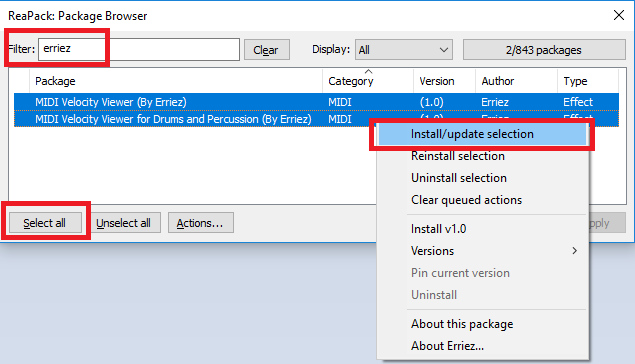 ReaPack: Package Browser
Filter: erriez Clear Display: All 2/843 packages
Package Category Version Author Type
MIDI Velocity Viewer (By Erriez) MIDI (1.0) Erriez Effect
MIDI Velocity Viewer for Drums and Percussion (By Erriez) MIDI (1.0) Erriez Effect
Install/update selection
Reinstall selection
Uninstall selection
Clear queued actions
Install v1.0
Versions
Pin current version
Uninstall
About this package
About Erriez...
Select all Unselect all Actions...